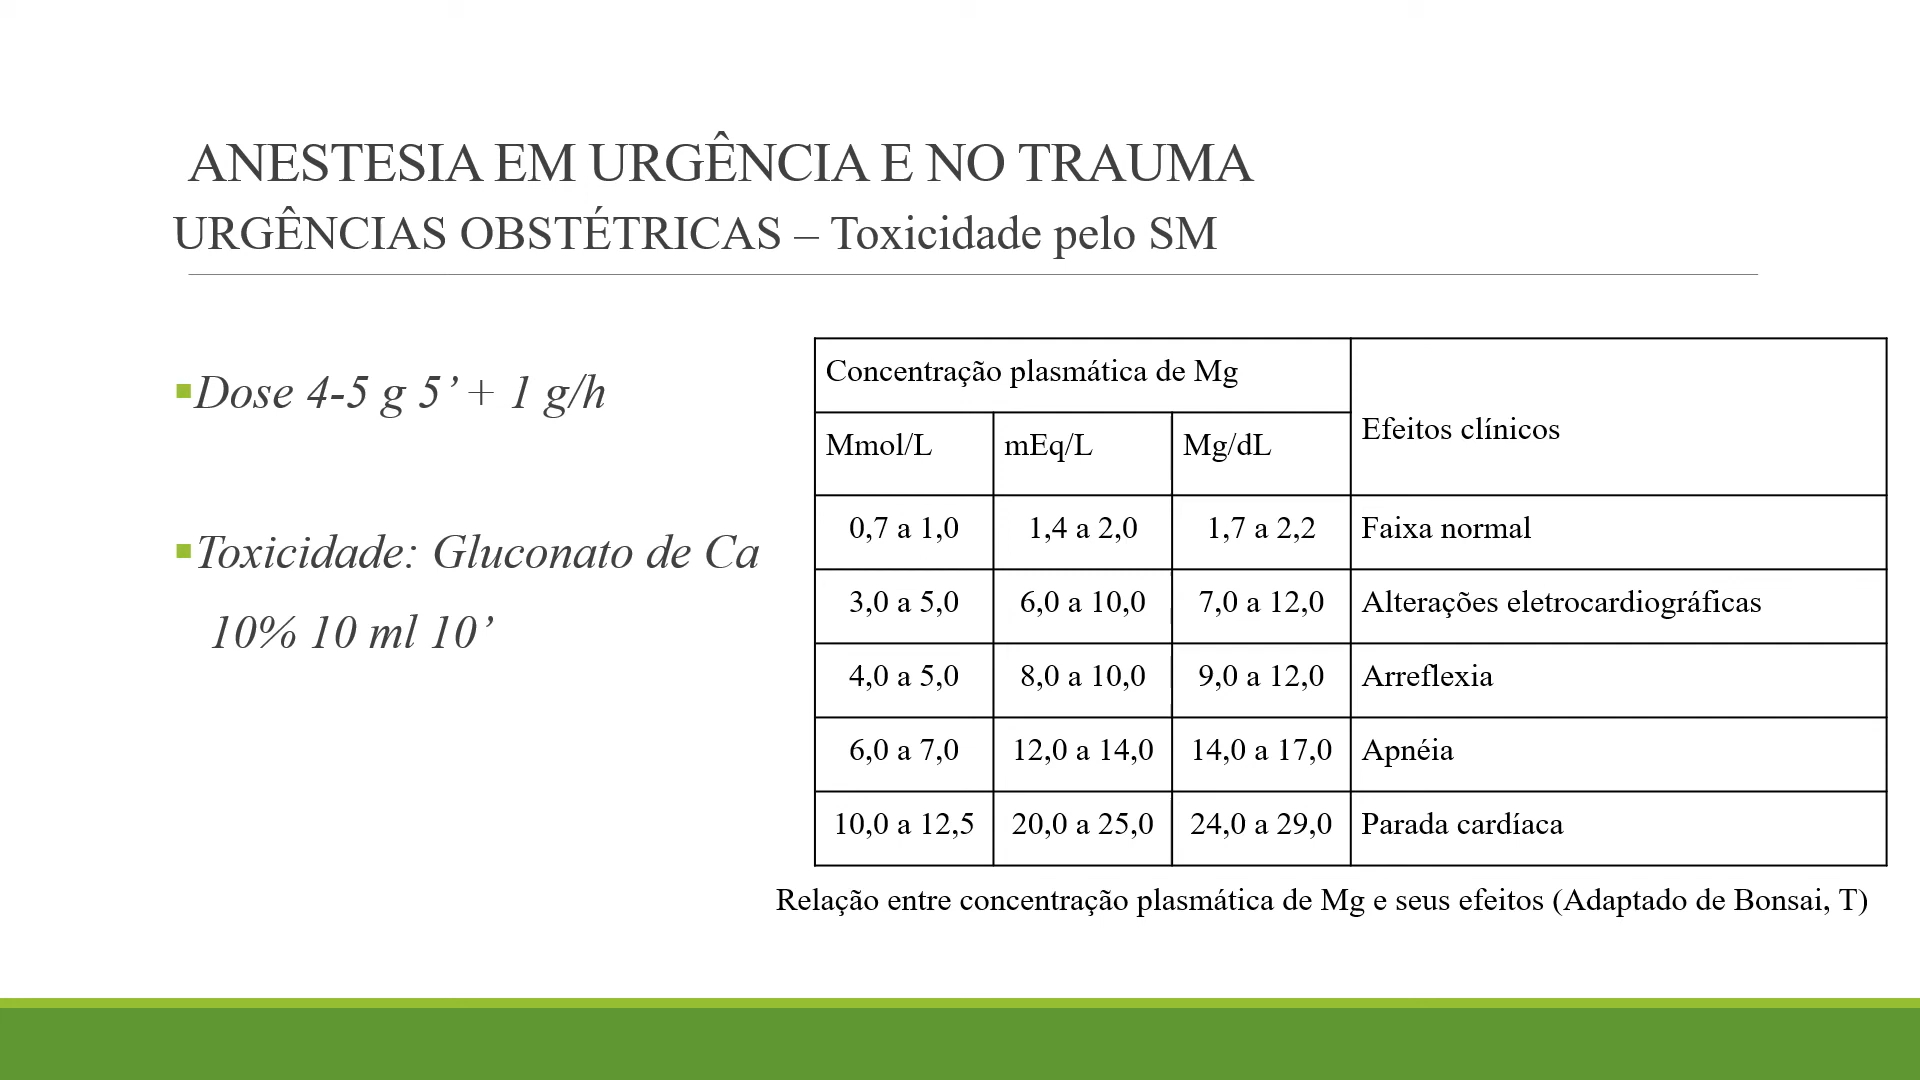 ANESTESIA EM URGÊNCIA E NO TRAUMA
URGÊNCIAS OBSTÉTRICAS – Toxicidade pelo SM
▪Dose 4-5 g 5’ + 1 g/h
▪Toxicidade: Gluconato de Ca
10% 10 ml 10’
Concentração plasmática de Mg
Efeitos clínicos
Mmol/L mEq/L Mg/dL
0,7 a 1,0 1,4 a 2,0 1,7 a 2,2 Faixa normal
3,0 a 5,0 6,0 a 10,0 7,0 a 12,0 Alterações eletrocardiográficas
4,0 a 5,0 8,0 a 10,0 9,0 a 12,0 Arreflexia
6,0 a 7,0 12,0 a 14,0 14,0 a 17,0 Apnéia
10,0 a 12,5 20,0 a 25,0 24,0 a 29,0 Parada cardíaca
Relação entre concentração plasmática de Mg e seus efeitos (Adaptado de Bonsai, T)